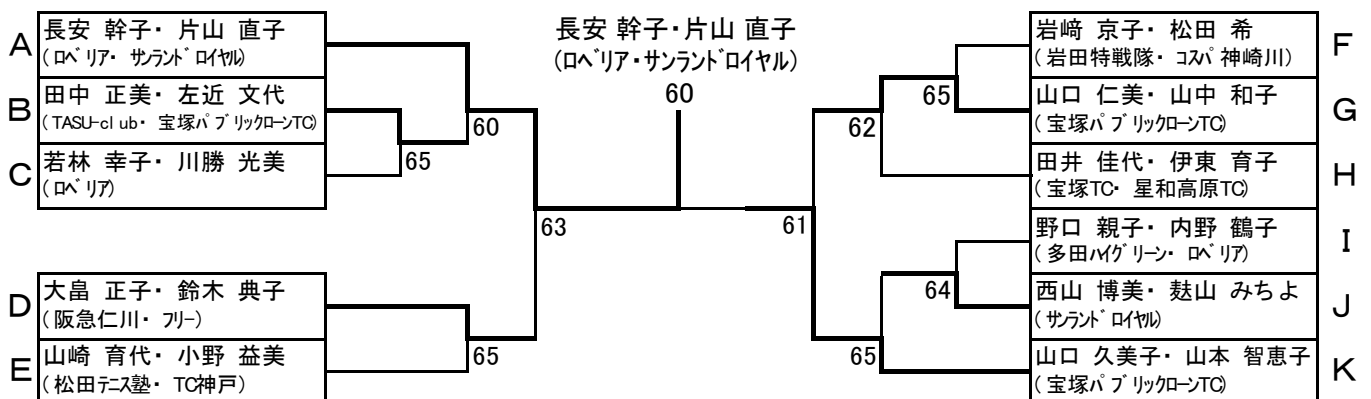 A
長安 幹子・片山 直子
(ロベリア・ サンランドロイヤル)
B
田中 正美・左近 文代
(TASU-club・ 宝塚パブリックローンTC)
C
若林 幸子・川勝 光美
(ロベリア)
D
大畠 正子・鈴木 典子
(阪急仁川・ フリー)
E
山崎 育代・小野 益美
(松田テニス塾・ TC神戸)
60
65
65
63
長安 幹子・片山 直子
(ロベリア・サンランドロイヤル)
60
61
62
65
64
65
岩﨑 京子・松田 希
(岩田特戦隊・ コスパ神崎川)
F
山口 仁美・山中 和子
(宝塚パブリックローンTC)
G
田井 佳代・伊東 育子
(宝塚TC・ 星和高原TC)
H
野口 親子・内野 鶴子
(多田ハイグリーン・ ロベリア)
I
西山 博美・麸山 みちよ
(サンランドロイヤル)
J
山口 久美子・山本 智恵子
(宝塚パブリックローンTC)
K